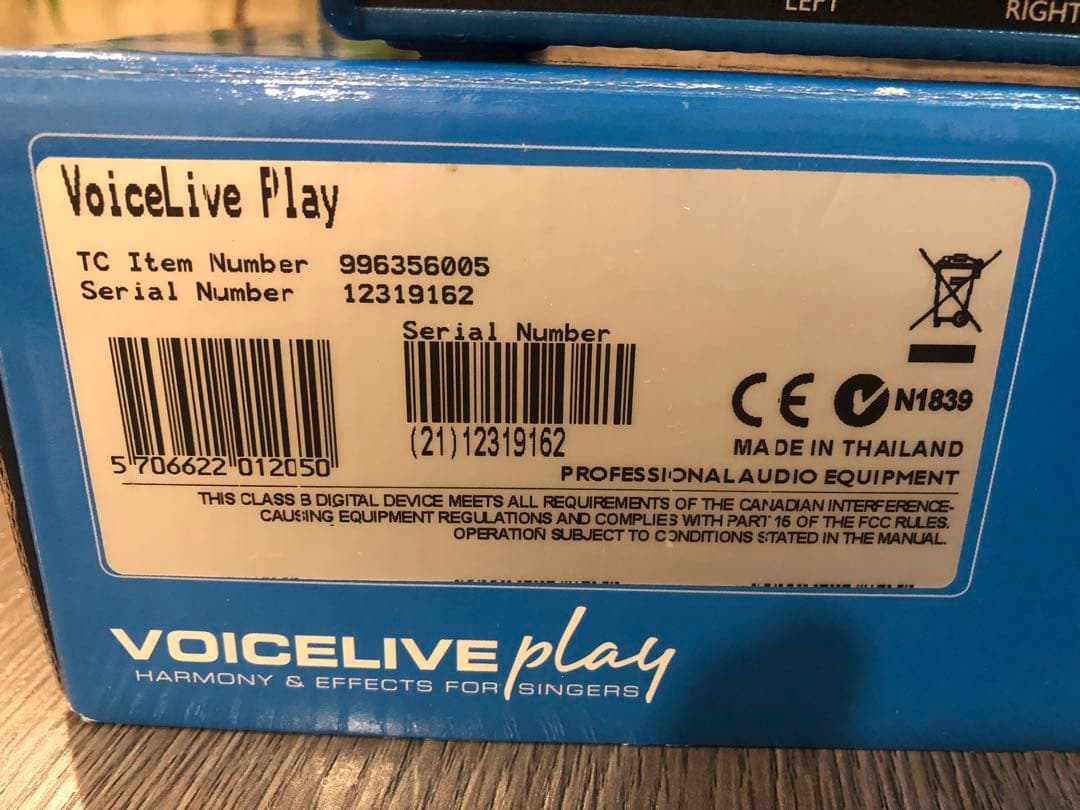 LEFT
RIGHT
VoiceLive Play
TC Item Number 996356005
Serial Number 12319162
Serial Number
5 706622 012050
(21)12319162
CE N1839
MADE IN THAILAND
PROFESSIONAL AUDIO EQUIPMENT
THIS CLASS B DIGITAL DEVICE MEETS ALL REQUIREMENTS OF THE CANADIAN INTERFERENCE-
CAUSING EQUIPMENT REGULATIONS AND COMPLIES WITH PART 15 OF THE FCC RULES.
OPERATION SUBJECT TO CONDITIONS STATED IN THE MANUAL.
VOICELIVE play
HARMONY & EFFECTS FOR SINGERS